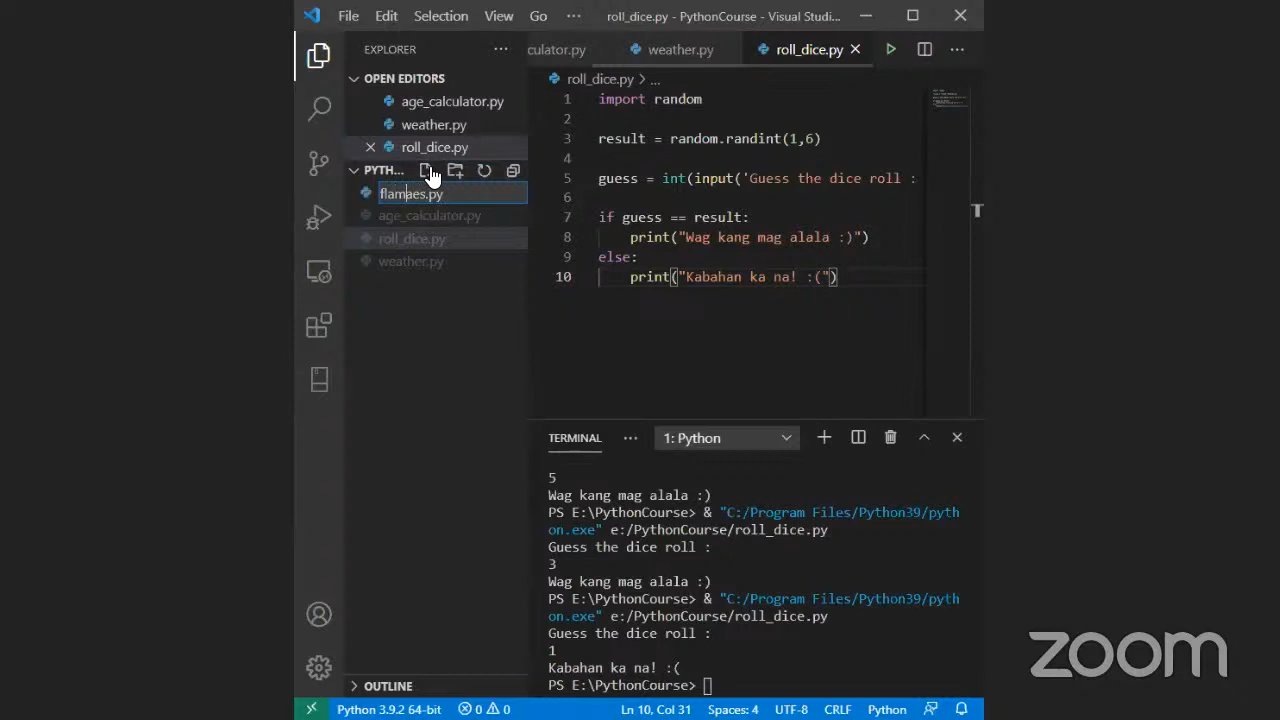 File Edit Selection View Go ··· roll_dice.py - PythonCourse - Visual Studi...
EXPLORER
OPEN EDITORS
age_calculator.py
weather.py
roll_dice.py
PYTH...
flamaes.py
age_calculator.py
roll_dice.py
weather.py
OUTLINE
culator.py weather.py roll_dice.py
roll_dice.py > ...
1 import random
2
3 result = random.randint(1,6)
4
5 guess = int(input('Guess the dice roll :
6
7 if guess == result:
8 print("Wag kang mag alala :)")
9 else:
10 print("Kabahan ka na! :(")
TERMINAL ··· 1: Python
5
Wag kang mag alala :)
PS E:\PythonCourse> & "C:/Program Files/Python39/pyth
on.exe" e:/PythonCourse/roll_dice.py
Guess the dice roll :
3
Wag kang mag alala :)
PS E:\PythonCourse> & "C:/Program Files/Python39/pyth
on.exe" e:/PythonCourse/roll_dice.py
Guess the dice roll :
1
Kabahan ka na! :(
PS E:\PythonCourse>
Python 3.9.2 64-bit 0 0 Ln 10, Col 31 Spaces: 4 UTF-8 CRLF Python
zoom